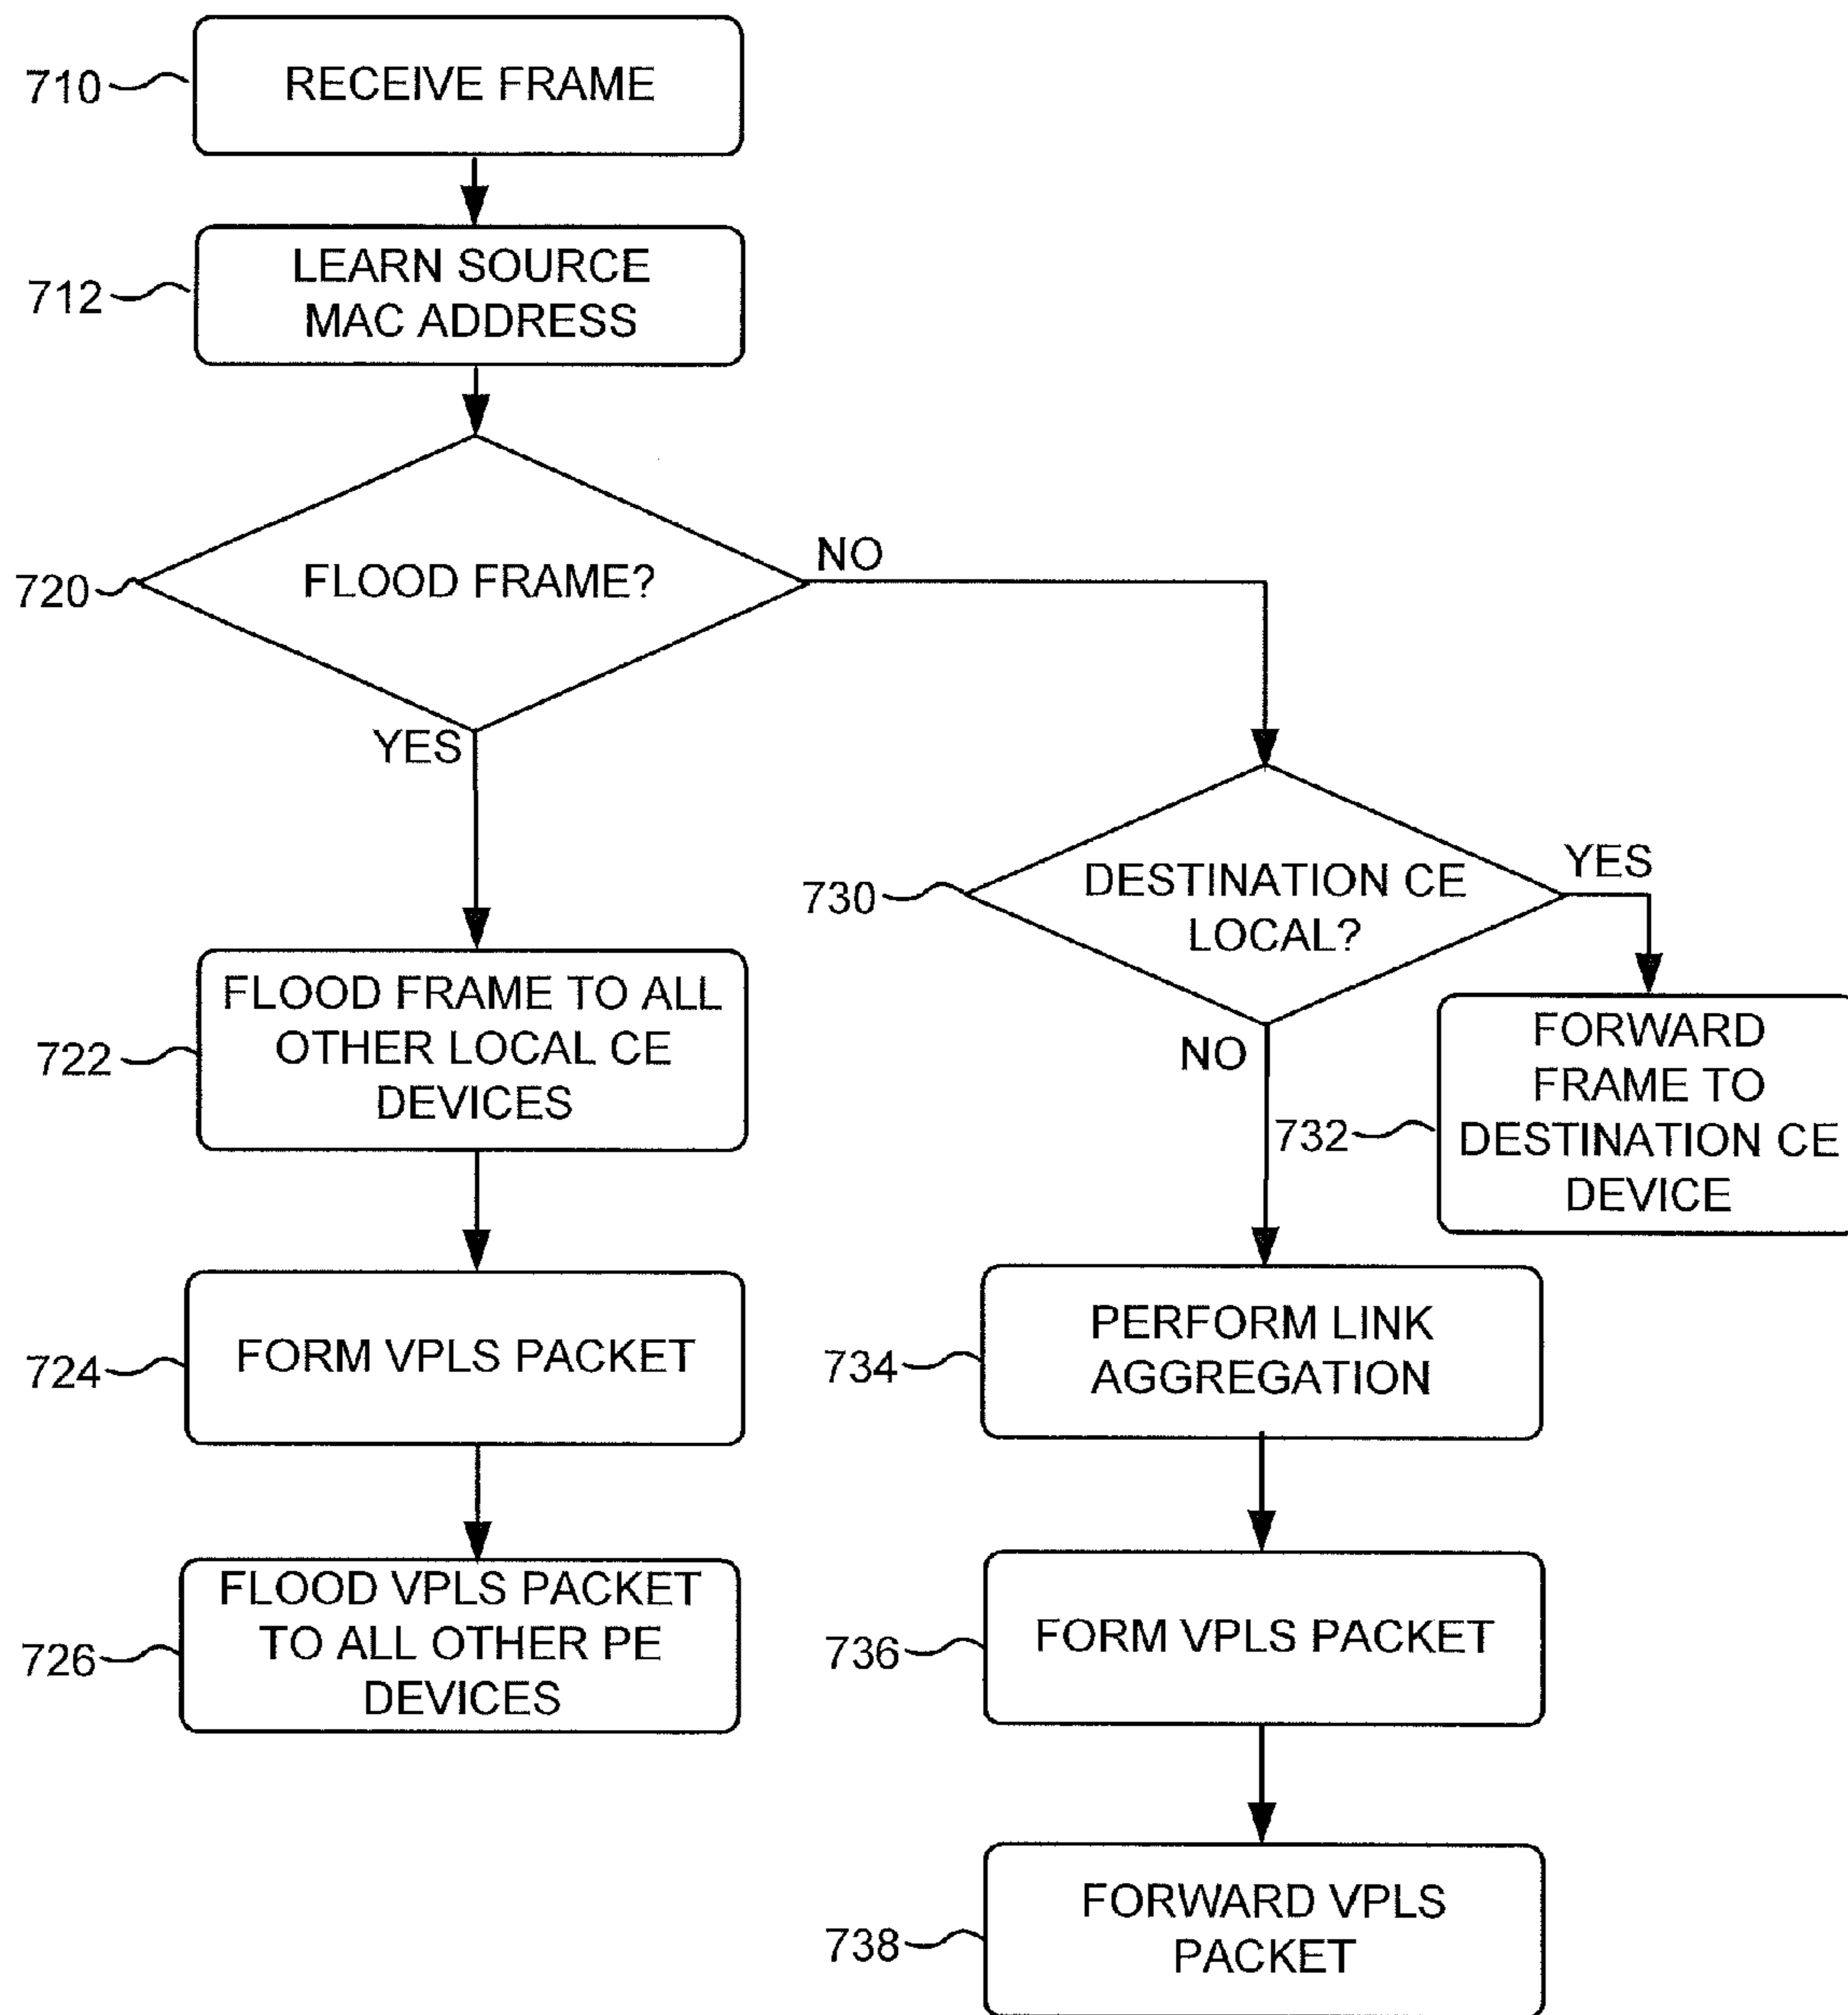 710
RECEIVE FRAME
712
LEARN SOURCE
MAC ADDRESS
720
FLOOD FRAME?
NO
YES
722
FLOOD FRAME TO ALL
OTHER LOCAL CE
DEVICES
724
FORM VPLS PACKET
726
FLOOD VPLS PACKET
TO ALL OTHER PE
DEVICES
730
DESTINATION CE
LOCAL?
YES
NO
732
FORWARD
FRAME TO
DESTINATION CE
DEVICE
734
PERFORM LINK
AGGREGATION
736
FORM VPLS PACKET
738
FORWARD VPLS
PACKET